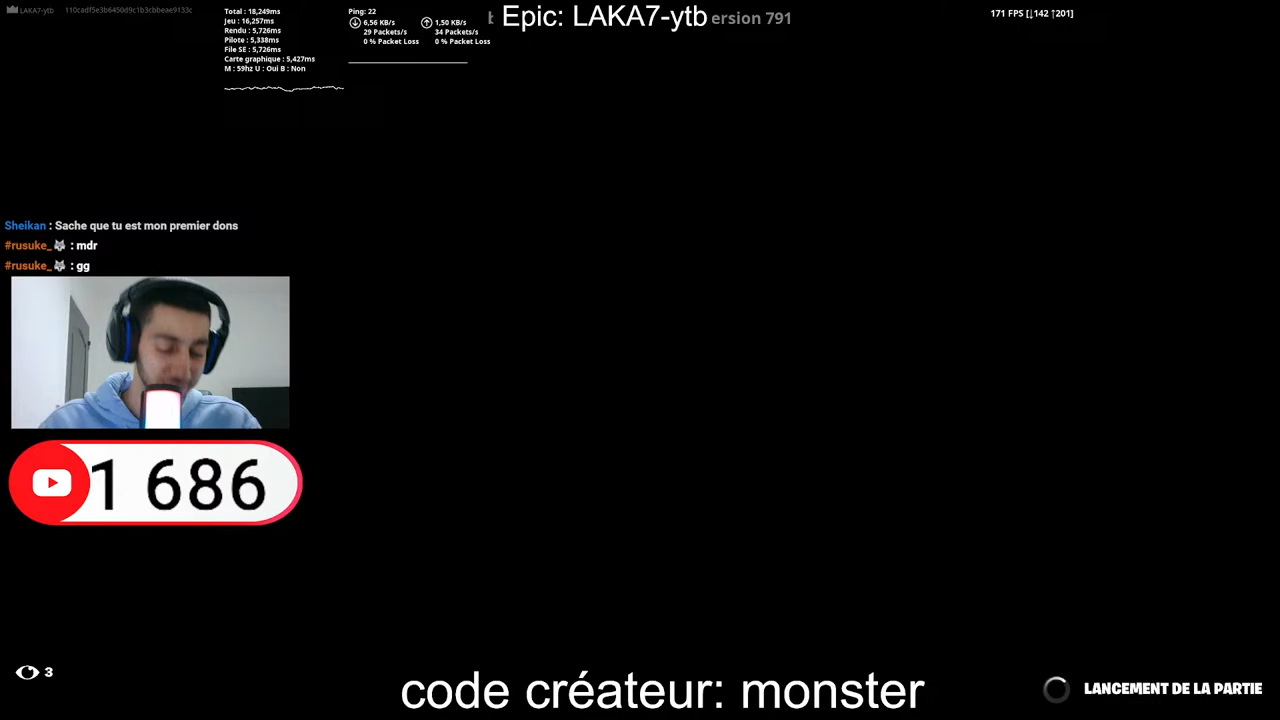 LAKA7-ytb 110cadf5e3b6450d9c1b3cbbeae9133c
Total : 18,249ms
Jeu : 16,257ms
Rendu : 5,726ms
Pilote : 5,338ms
File SE : 5,726ms
Carte graphique : 5,427ms
M : 59hz U : Oui B : Non
Ping: 22
6,56 KB/s
29 Packets/s
0 % Packet Loss
1,50 KB/s
34 Packets/s
0 % Packet Loss
Epic: LAKA7-ytb
ersion 791
171 FPS [↓142 ↑201]
Sheikan : Sache que tu est mon premier dons
#rusuke_ : mdr
#rusuke_ : gg
1 686
3
code créateur: monster
LANCEMENT DE LA PARTIE